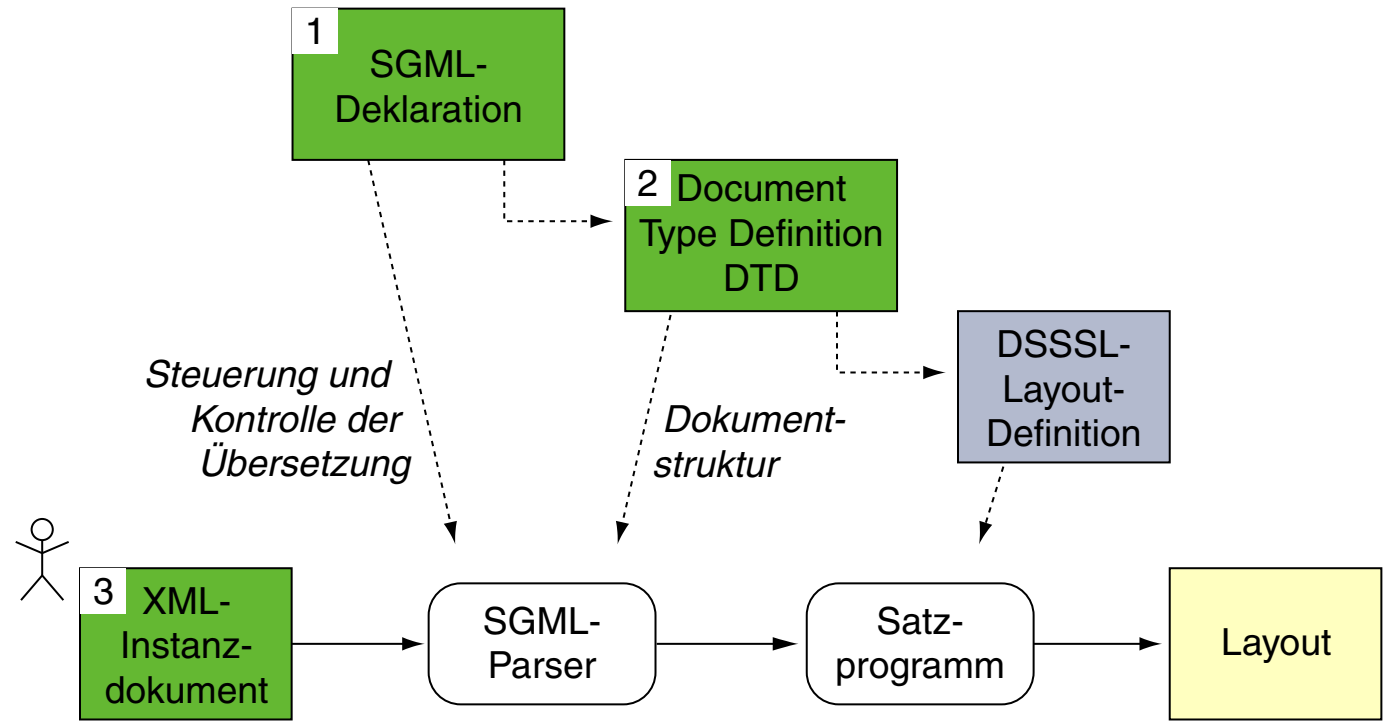 1
SGML-
Deklaration
2
Document
Type Definition
DTD
DSSSL-
Layout-
Definition
Steuerung und
Kontrolle der
Übersetzung
Dokument-
struktur
3
XML-
Instanz-
dokument
SGML-
Parser
Satz-
programm
Layout